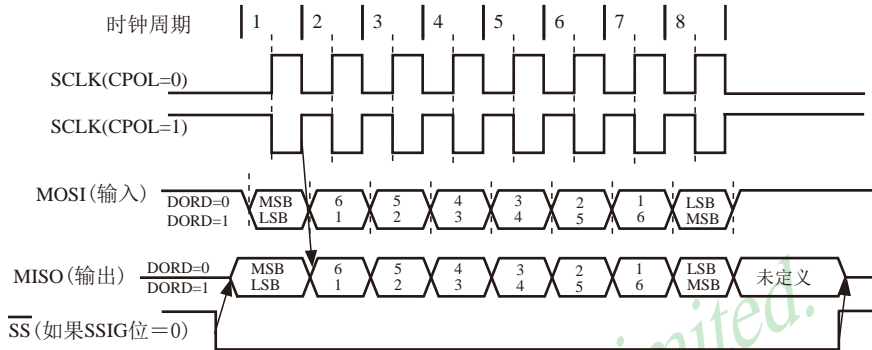 时钟周期 1 2 3 4 5 6 7 8
SCLK(CPOL=0)
SCLK(CPOL=1)
MOSI(输入) DORD=0 MSB 6 5 4 3 2 1 LSB
DORD=1 LSB 1 2 3 4 5 6 MSB
MISO(输出) DORD=0 MSB 6 5 4 3 2 1 LSB 未定义
DORD=1 LSB 1 2 3 4 5 6 MSB
SS(如果SSIG位=0)
imited.